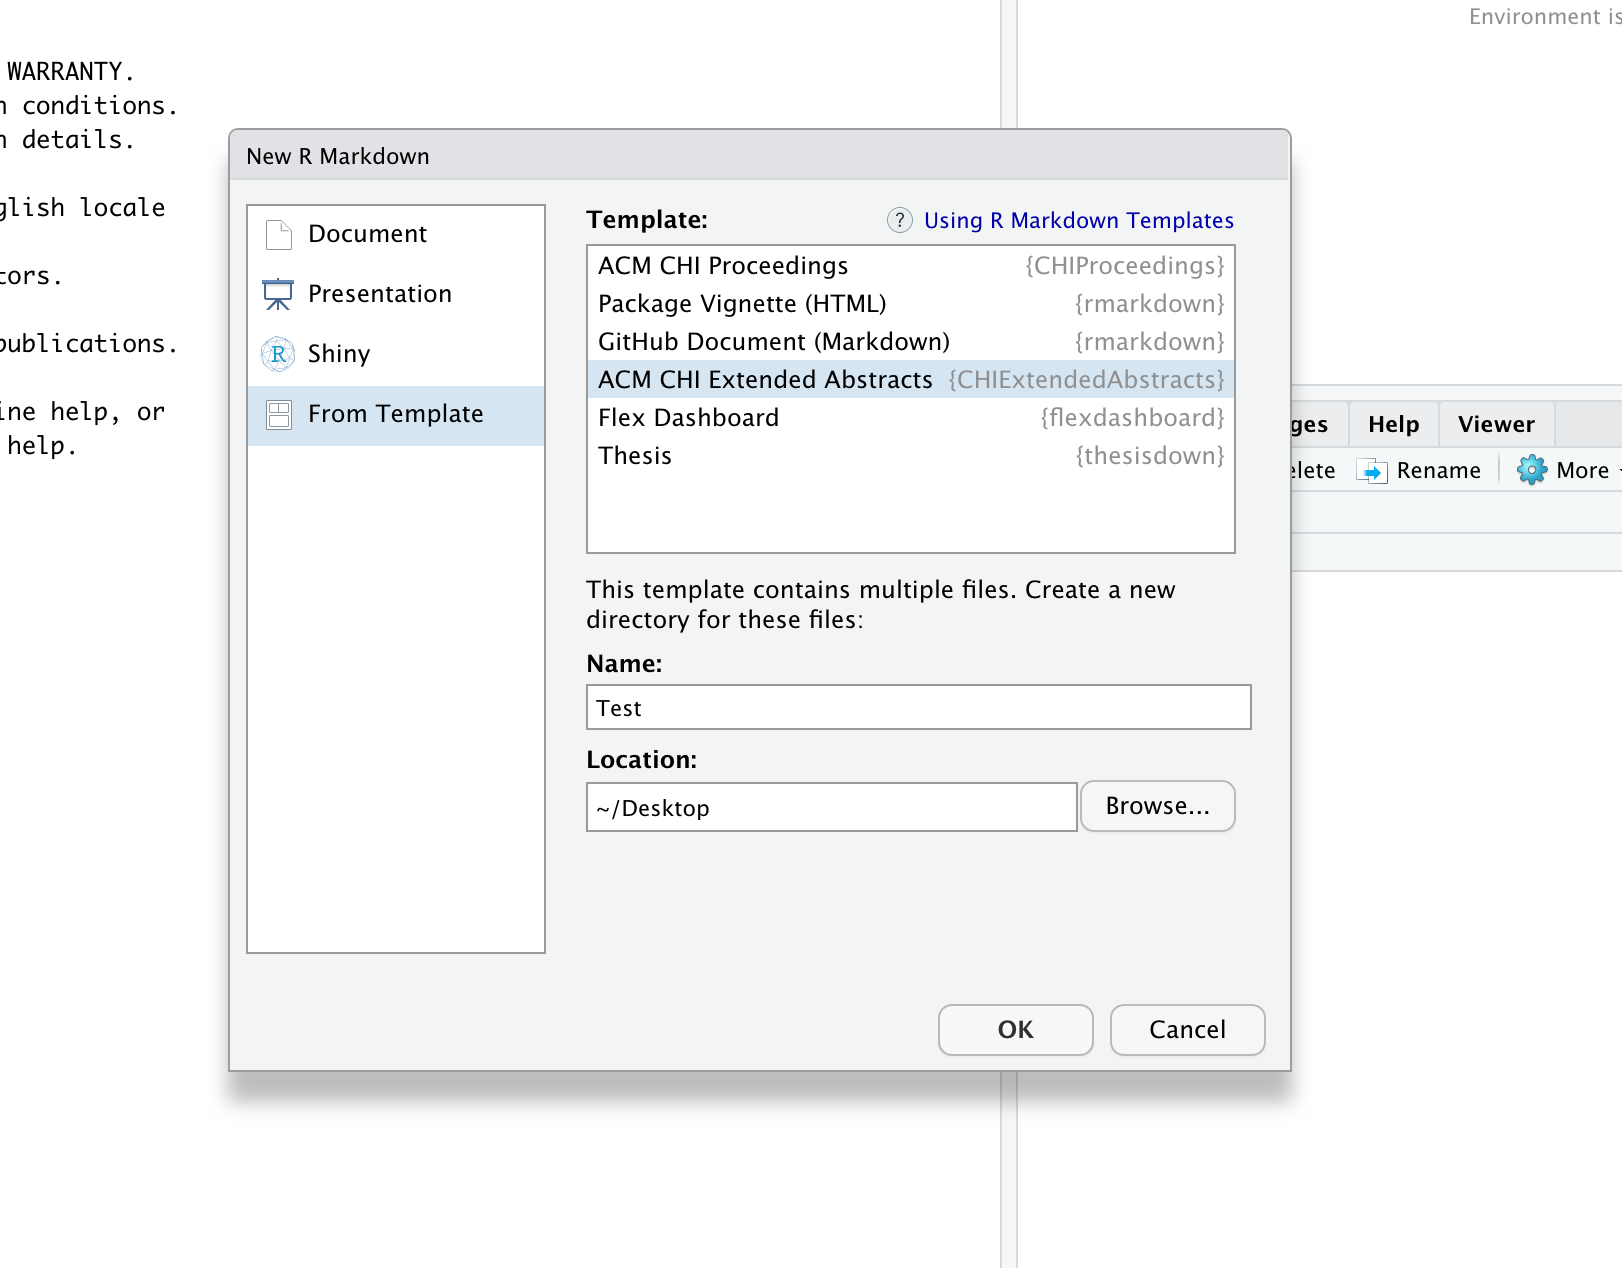 Environment is
WARRANTY.
conditions.
details.
glish locale
tors.
publications.
ine help, or
help.
New R Markdown
Document
Presentation
Shiny
From Template
Template:
? Using R Markdown Templates
ACM CHI Proceedings {CHIProceedings}
Package Vignette (HTML) {rmarkdown}
GitHub Document (Markdown) {rmarkdown}
ACM CHI Extended Abstracts {CHIExtendedAbstracts}
Flex Dashboard {flexdashboard}
Thesis {thesisdown}
This template contains multiple files. Create a new
directory for these files:
Name:
Test
Location:
~/Desktop
Browse...
OK
Cancel
ges
Help
Viewer
elete
Rename
More